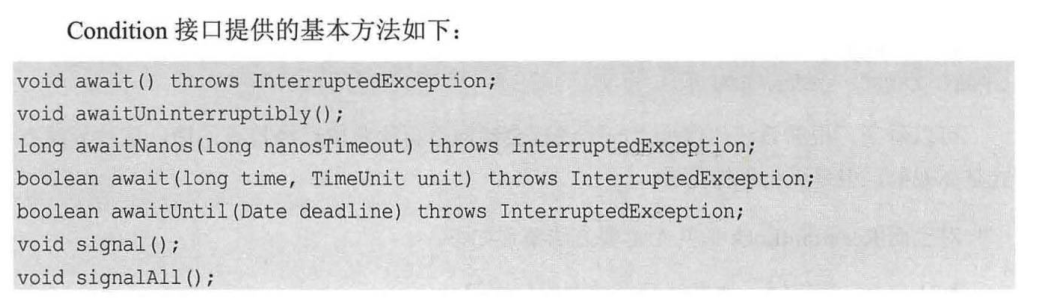 Condition 接口提供的基本方法如下：
void await() throws InterruptedException;
void awaitUninterruptibly();
long awaitNanos(long nanosTimeout) throws InterruptedException;
boolean await(long time, TimeUnit unit) throws InterruptedException;
boolean awaitUntil(Date deadline) throws InterruptedException;
void signal();
void signalAll();